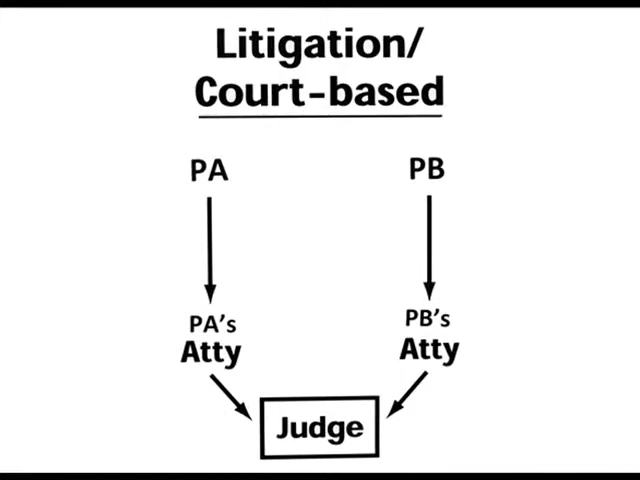 Litigation/
Court-based
PA
PB
PA's
Atty
PB's
Atty
Judge